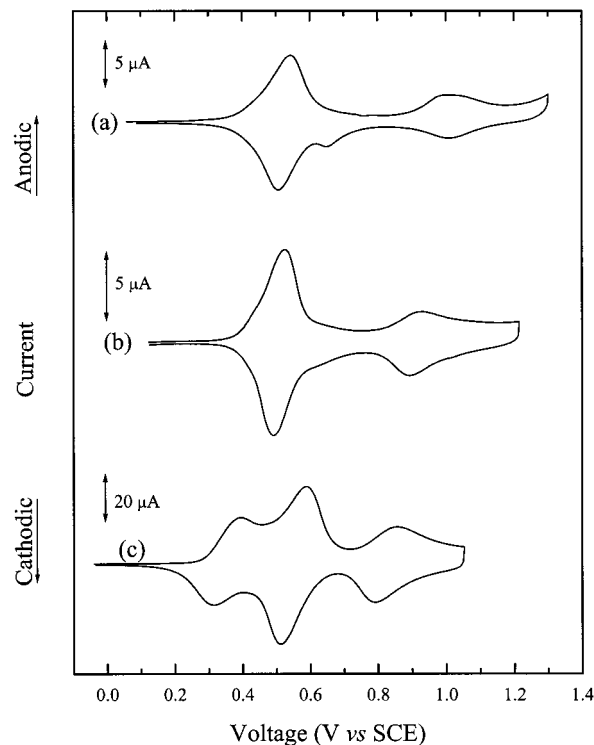 5 μA
(a)
Anodic
5 μA
(b)
Current
20 μA
(c)
Cathodic
0.0 0.2 0.4 0.6 0.8 1.0 1.2 1.4
Voltage (V vs SCE)